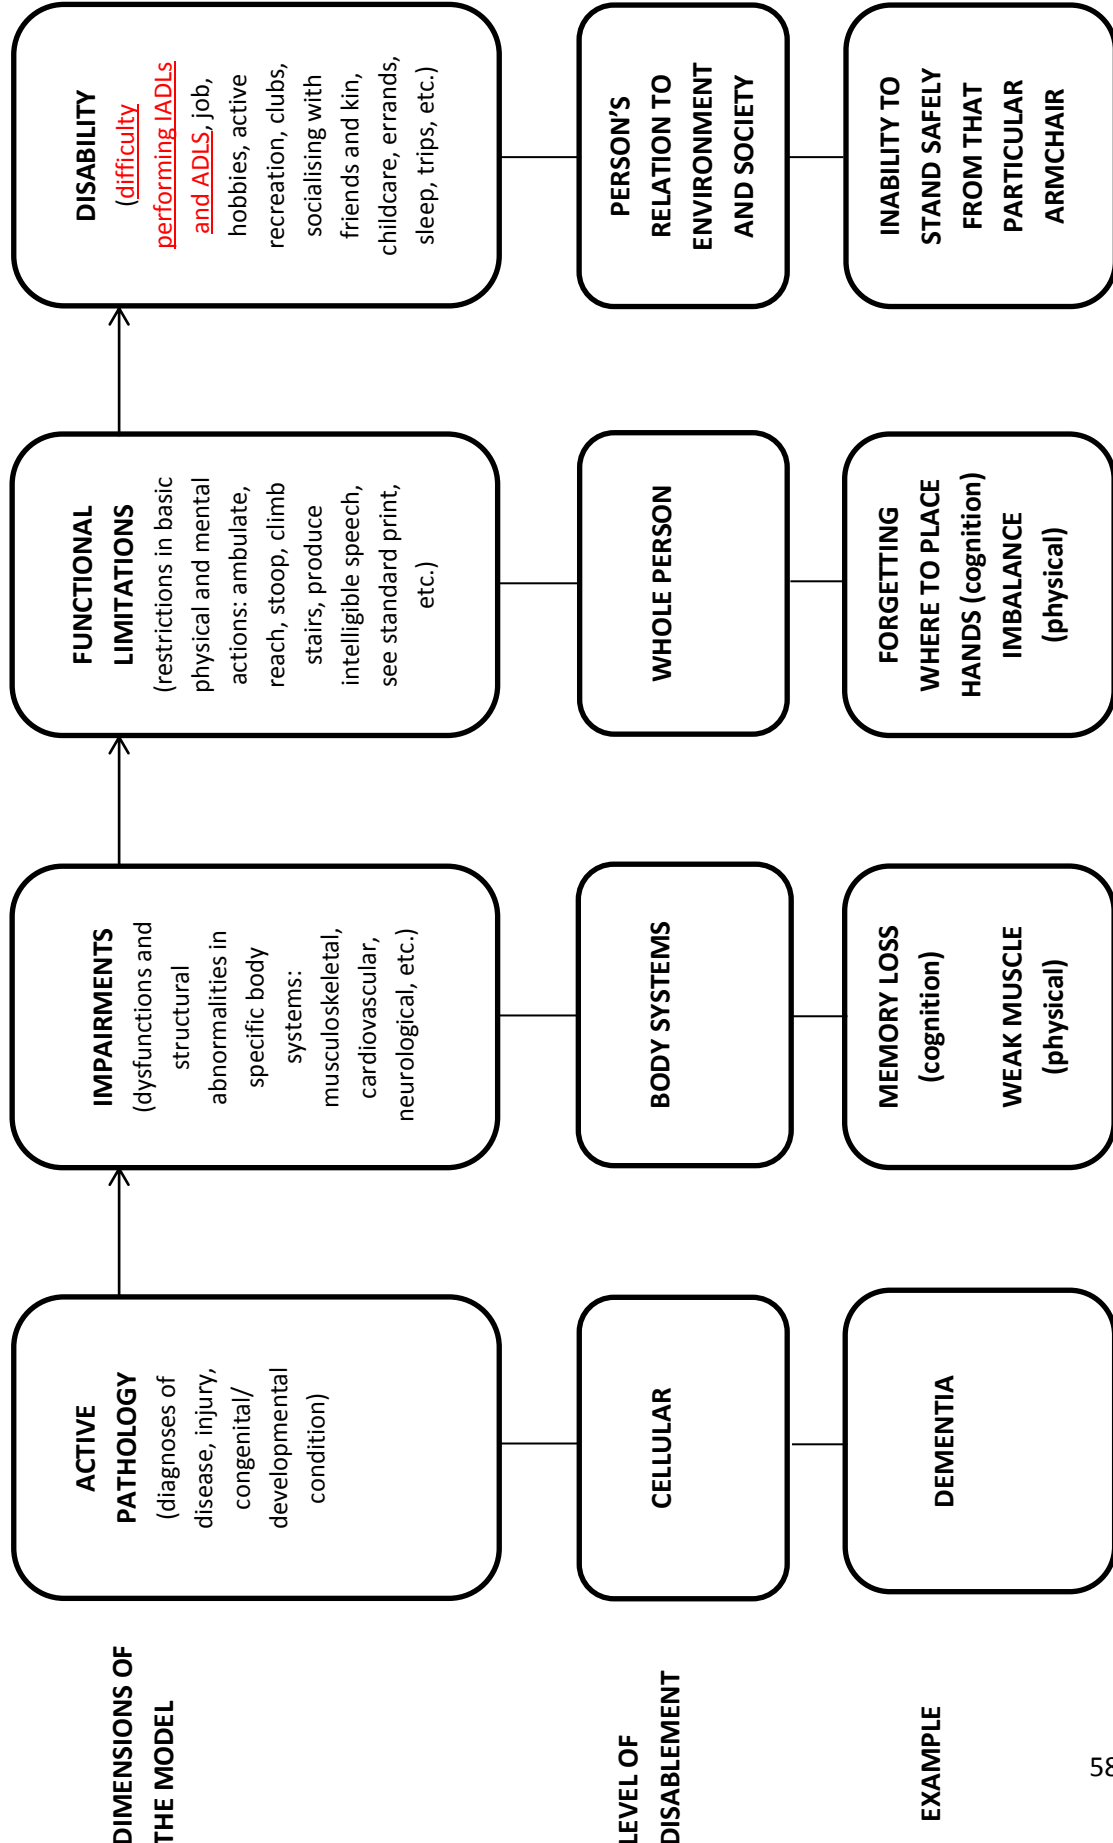 DIMENSIONS OF
THE MODEL
ACTIVE
PATHOLOGY
(diagnoses of
disease, injury,
congenital/
developmental
condition)
IMPAIRMENTS
(dysfunctions and
structural
abnormalities in
specific body
systems:
musculoskeletal,
cardiovascular,
neurological, etc.)
FUNCTIONAL
LIMITATIONS
(restrictions in basic
physical and mental
actions: ambulate,
reach, stoop, climb
stairs, produce
intelligible speech,
see standard print,
etc.)
DISABILITY
(difficulty
performing IADLs
and ADLS, job,
hobbies, active
recreation, clubs,
socialising with
friends and kin,
childcare, errands,
sleep, trips, etc.)
LEVEL OF
DISABLEMENT
CELLULAR
BODY SYSTEMS
WHOLE PERSON
PERSON'S
RELATION TO
ENVIRONMENT
AND SOCIETY
EXAMPLE
DEMENTIA
MEMORY LOSS
(cognition)
WEAK MUSCLE
(physical)
FORGETTING
WHERE TO PLACE
HANDS (cognition)
IMBALANCE
(physical)
INABILITY TO
STAND SAFELY
FROM THAT
PARTICULAR
ARMCHAIR
58